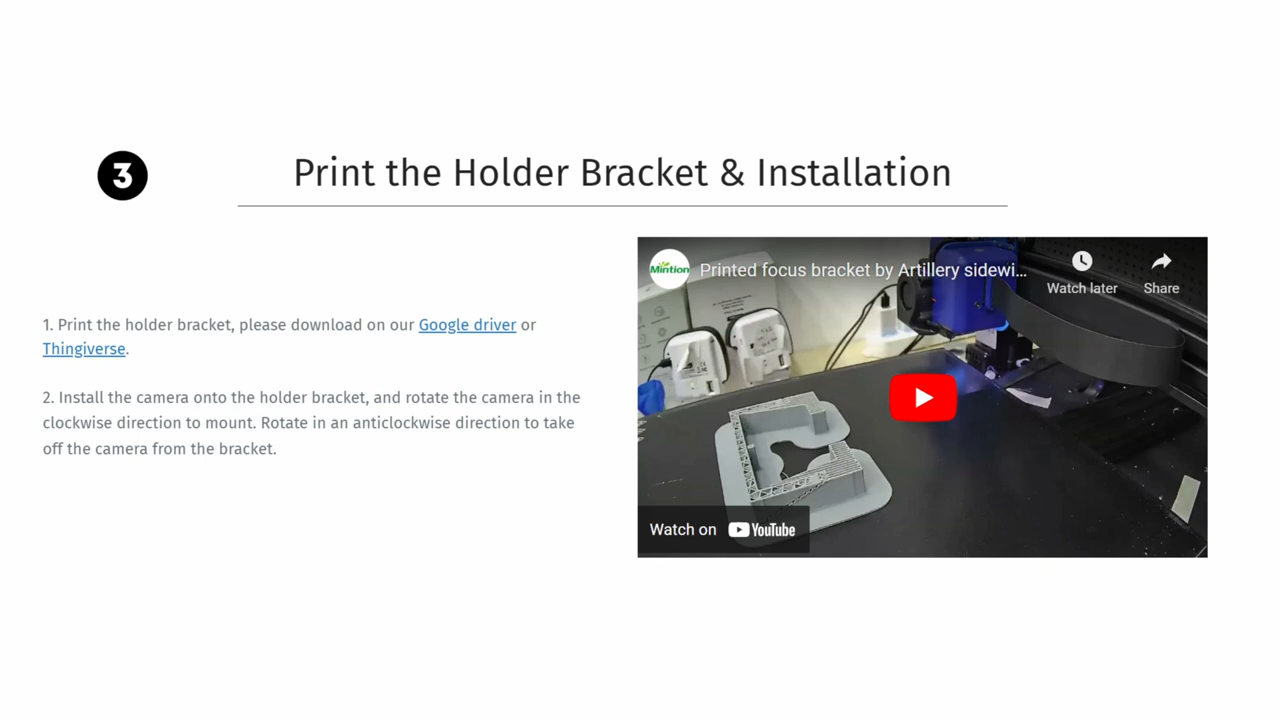 3
Print the Holder Bracket & Installation
1. Print the holder bracket, please download on our Google driver or
Thingiverse.
2. Install the camera onto the holder bracket, and rotate the camera in the
clockwise direction to mount. Rotate in an anticlockwise direction to take
off the camera from the bracket.
Mintion
Printed focus bracket by Artillery sidewi...
Watch later
Share
Watch on YouTube